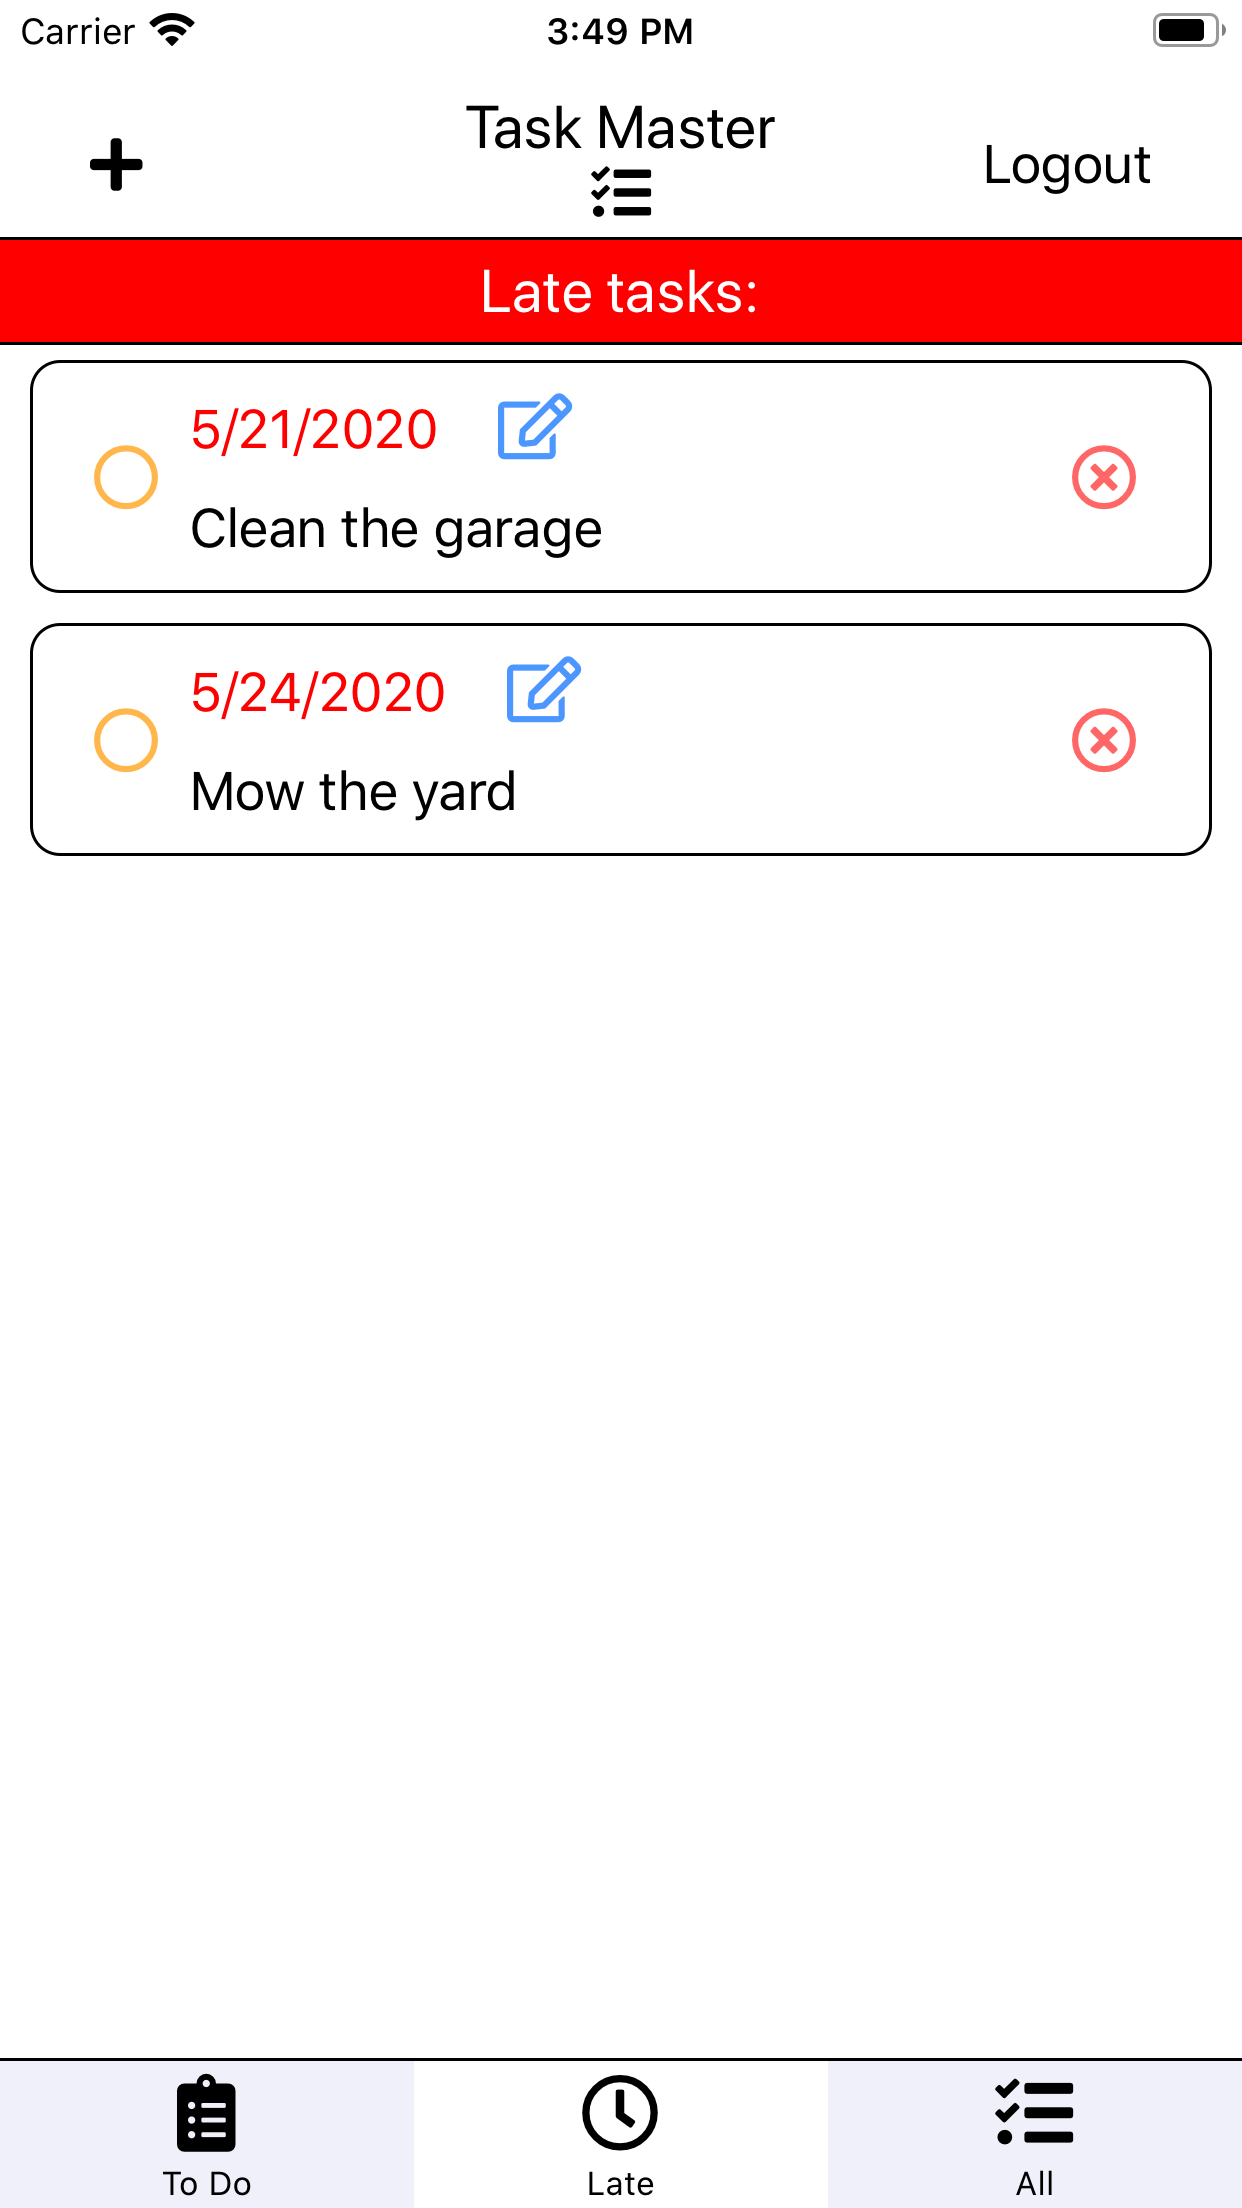 Carrier
3:49 PM
Task Master
Logout
Late tasks:
5/21/2020
Clean the garage
5/24/2020
Mow the yard
To Do
Late
All